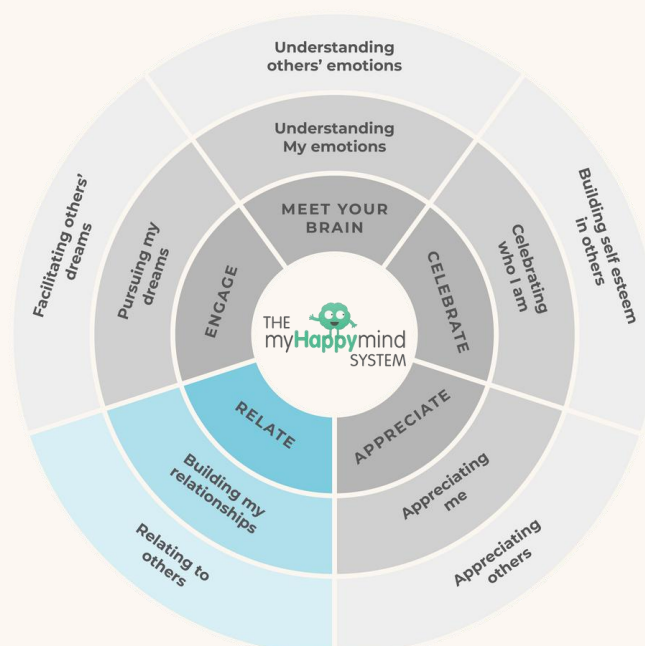 Understanding
others' emotions
Understanding
My emotions
MEET YOUR
BRAIN
Building self esteem
in others
Celebrating
who I am
CELEBRATE
Appreciating
others
Appreciating
me
APPRECIATE
Relating to
others
Building my
relationships
RELATE
Facilitating others'
dreams
Pursuing my
dreams
ENGAGE
THE
myHappymind
SYSTEM